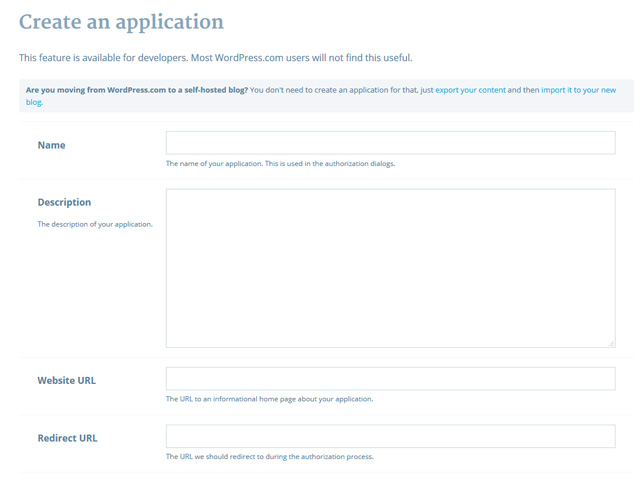 Create an application
This feature is available for developers. Most WordPress.com users will not find this useful.
Are you moving from WordPress.com to a self-hosted blog? You don't need to create an application for that, just export your content and then import it to your new
blog.
Name
The name of your application. This is used in the authorization dialogs.
Description
The description of your application.
Website URL
The URL to an informational home page about your application.
Redirect URL
The URL we should redirect to during the authorization process.